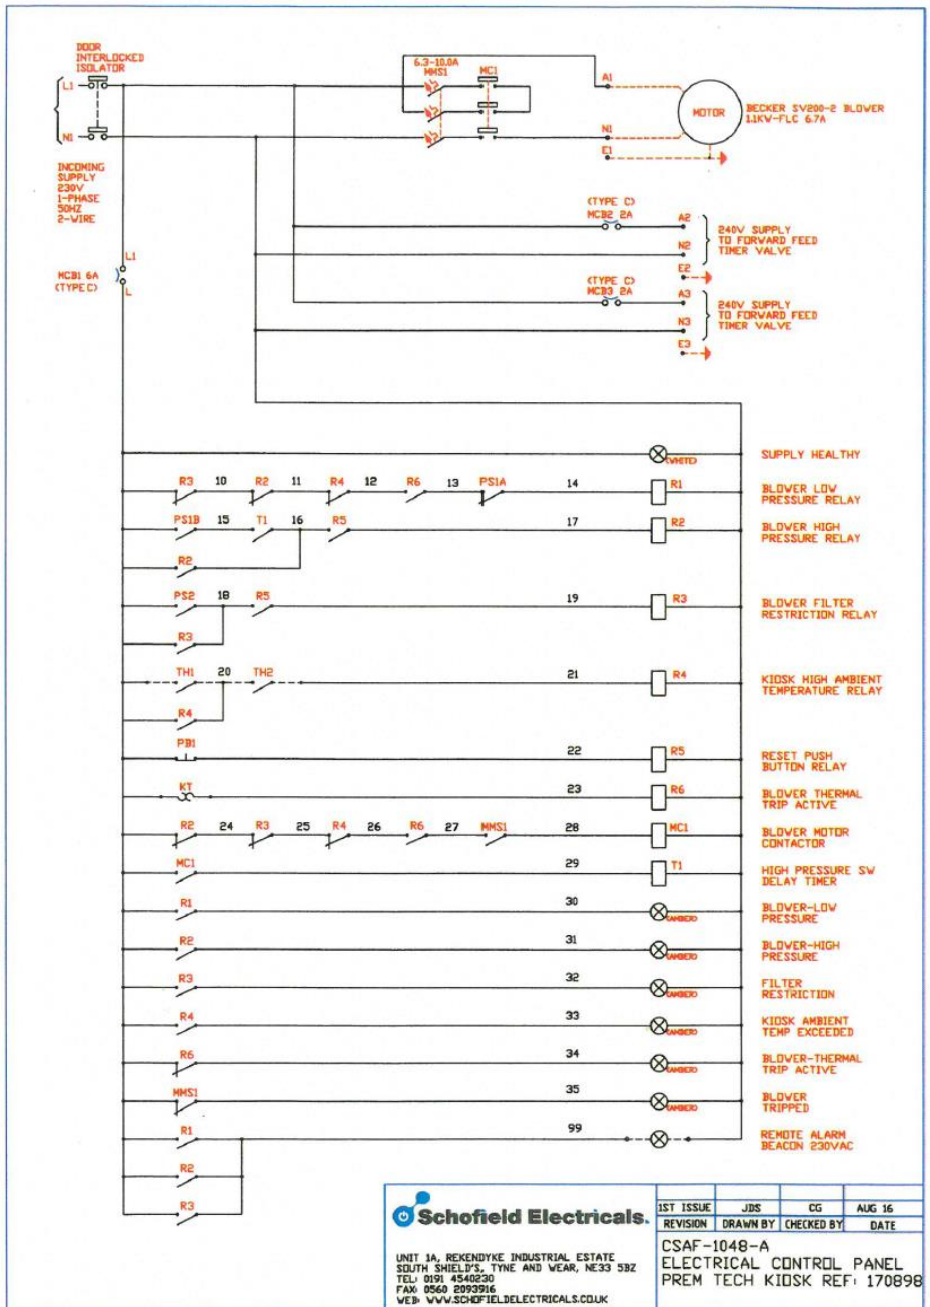 DOOR
INTERLOCKED
ISOLATOR
L1
N1
INCOMING
SUPPLY
230V
1-PHASE
50HZ
2-WIRE
6.3-10.0A
MMS1
MC1
A1
N1
E1
MOTOR
BECKER SV200-2 BLOWER
1.1KW-FLC 6.7A
(TYPE C)
MCB2 2A
A2
N2
E2
240V SUPPLY
TO FORWARD FEED
TIMER VALVE
(TYPE C)
MCB3 2A
A3
N3
E3
240V SUPPLY
TO FORWARD FEED
TIMER VALVE
L1
MCB1 6A
(TYPE C)
L
(WHITE)
SUPPLY HEALTHY
R3 10 R2 11 R4 12 R6 13 PS1A 14 R1
BLOWER LOW
PRESSURE RELAY
PS1B 15 T1 16 R5 17 R2
BLOWER HIGH
PRESSURE RELAY
R2
PS2 18 R5 19 R3
BLOWER FILTER
RESTRICTION RELAY
R3
TH1 20 TH2 21 R4
KIOSK HIGH AMBIENT
TEMPERATURE RELAY
R4
PB1 22 R5
RESET PUSH
BUTTON RELAY
KT 23 R6
BLOWER THERMAL
TRIP ACTIVE
R2 24 R3 25 R4 26 R6 27 MMS1 28 MC1
BLOWER MOTOR
CONTACTOR
MC1 29 T1
HIGH PRESSURE SW
DELAY TIMER
R1 30 (AMBER)
BLOWER-LOW
PRESSURE
R2 31 (AMBER)
BLOWER-HIGH
PRESSURE
R3 32 (AMBER)
FILTER
RESTRICTION
R4 33 (AMBER)
KIOSK AMBIENT
TEMP EXCEEDED
R6 34 (AMBER)
BLOWER-THERMAL
TRIP ACTIVE
MMS1 35 (AMBER)
BLOWER
TRIPPED
R1 99
REMOTE ALARM
BEACON 230VAC
R2
R3
Schofield Electricals.
UNIT 1A, REKENDYKE INDUSTRIAL ESTATE
SOUTH SHIELD'S, TYNE AND WEAR, NE33 5BZ
TEL: 0191 4540230
FAX: 0560 2093916
WEB: WWW.SCHOFIELDELECTRICALS.CO.UK
1ST ISSUE JDS CG AUG 16
REVISION DRAWN BY CHECKED BY DATE
CSAF-1048-A
ELECTRICAL CONTROL PANEL
PREM TECH KIOSK REF: 170898